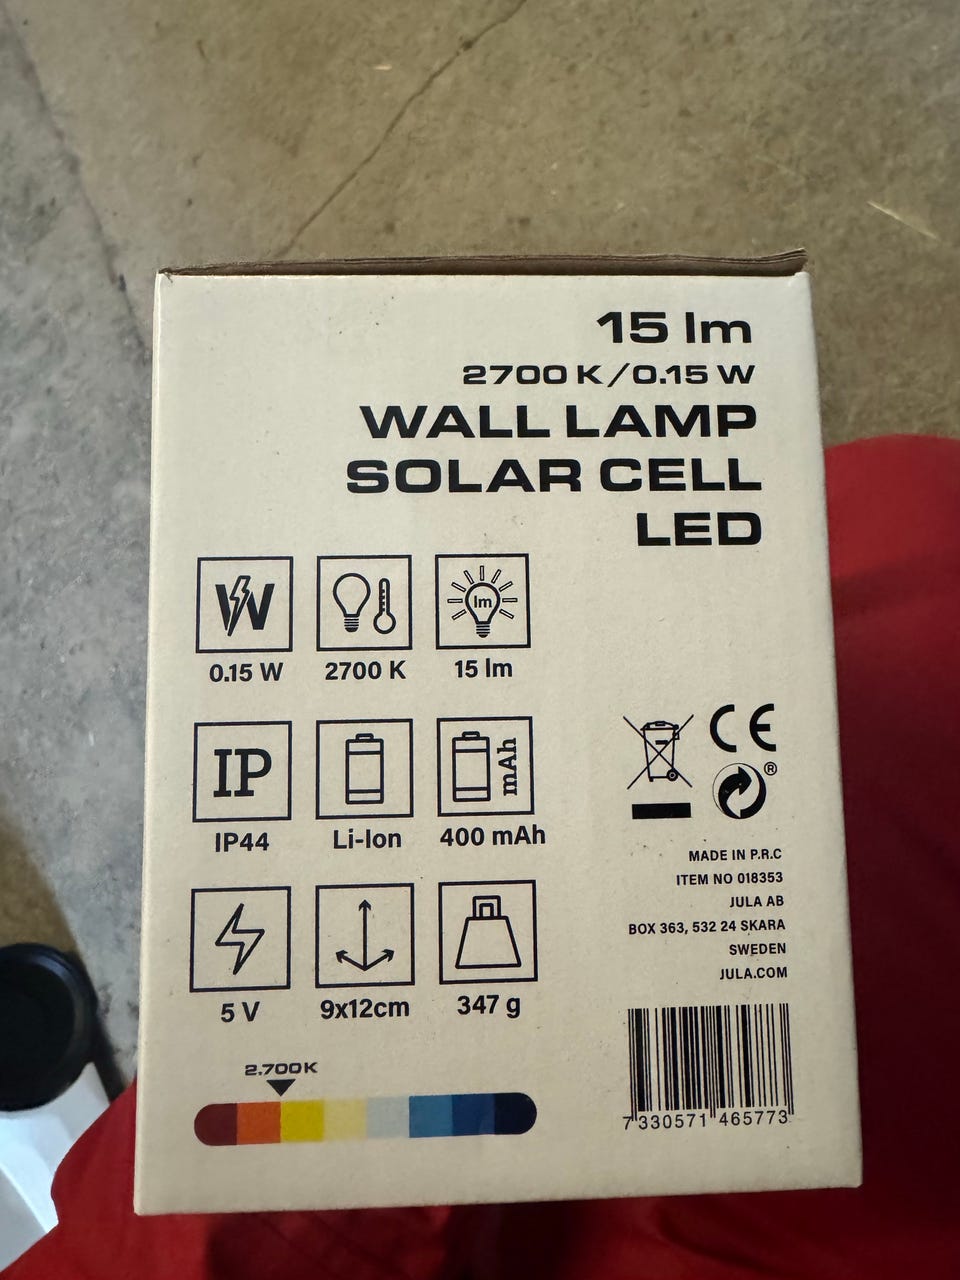 15 lm
2700 K/0.15 W
WALL LAMP
SOLAR CELL
LED
W
lm
0.15 W
2700 K
15 lm
IP
mAh
IP44
Li-Ion
400 mAh
5 V
9x12cm
347 g
CE
®
MADE IN P.R.C
ITEM NO 018353
JULA AB
BOX 363, 532 24 SKARA
SWEDEN
JULA.COM
2.700K
7 330571 465773